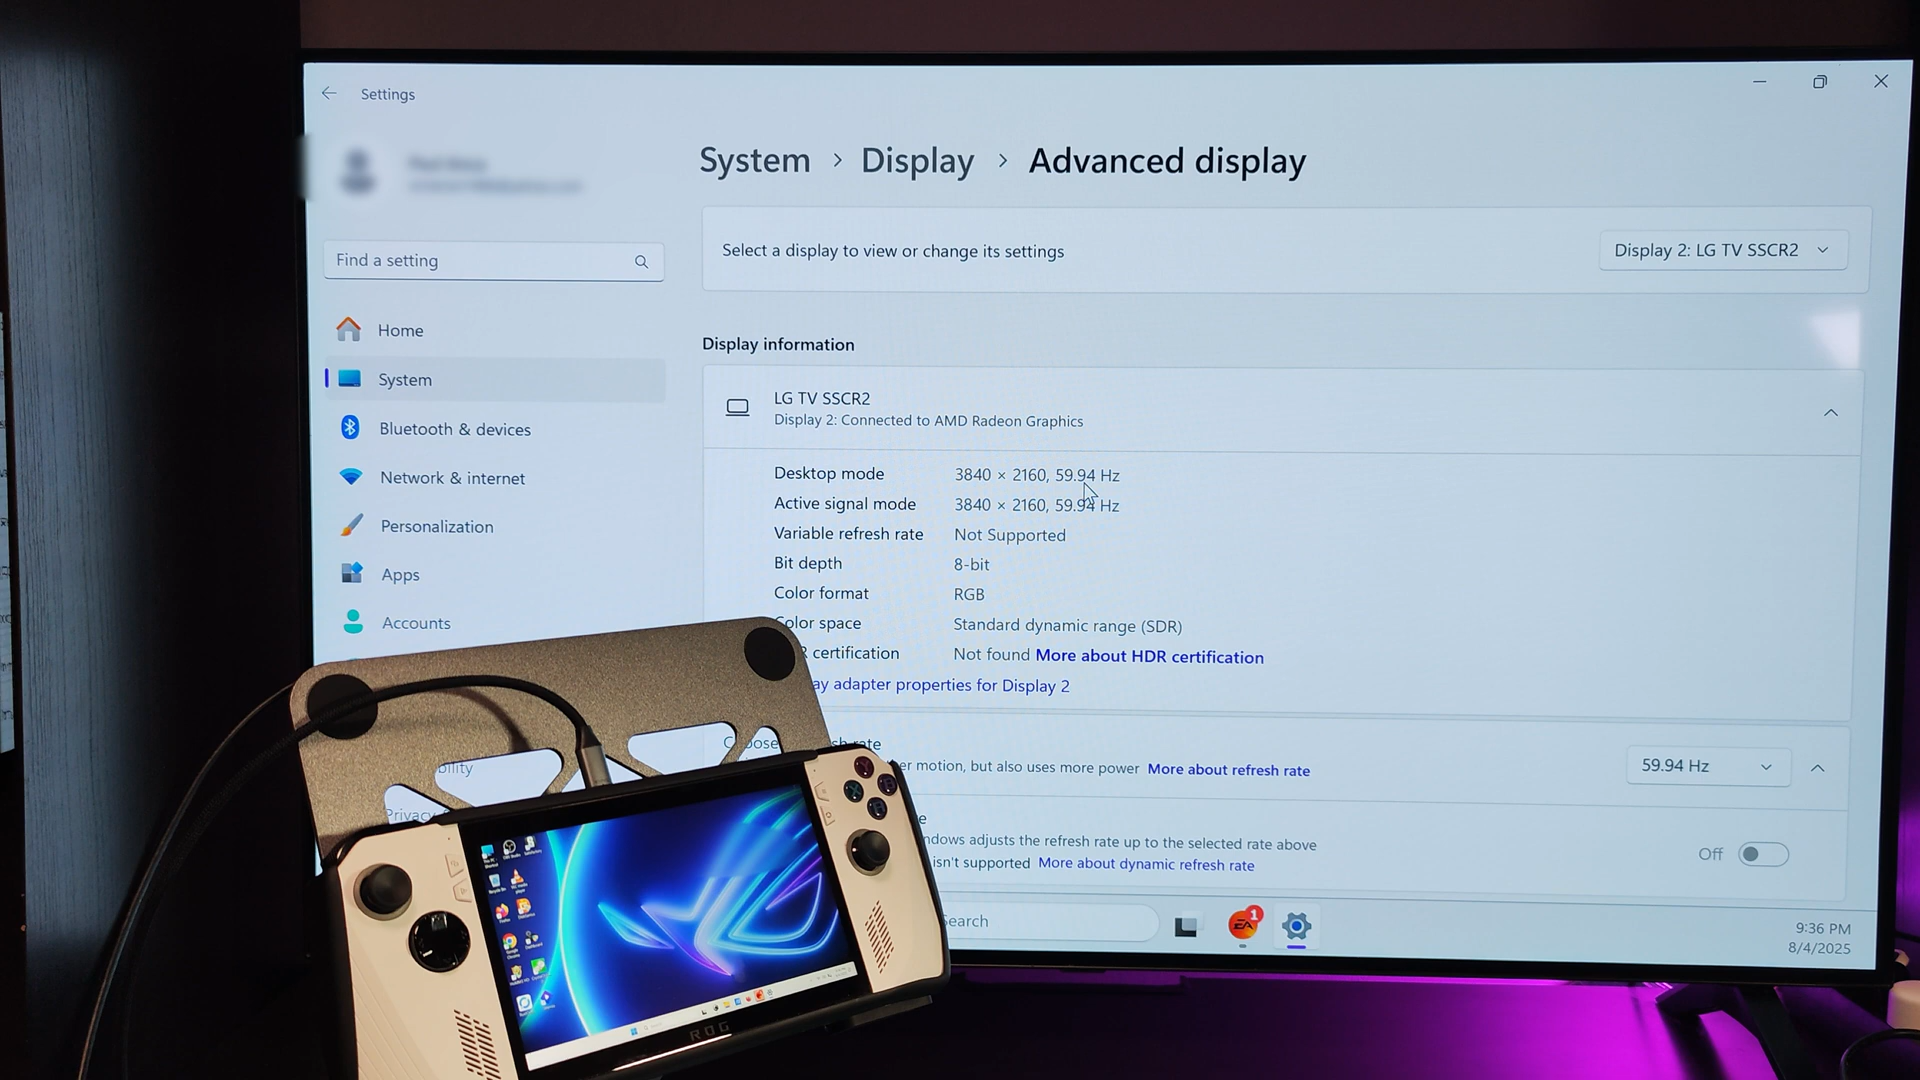 Settings
System > Display > Advanced display
Find a setting
Select a display to view or change its settings
Display 2: LG TV SSCR2
Home
System
Bluetooth & devices
Network & internet
Personalization
Apps
Accounts
Display information
LG TV SSCR2
Display 2: Connected to AMD Radeon Graphics
Desktop mode 3840 × 2160, 59.94 Hz
Active signal mode 3840 × 2160, 59.94 Hz
Variable refresh rate Not Supported
Bit depth 8-bit
Color format RGB
Color space Standard dynamic range (SDR)
certification Not found More about HDR certification
adapter properties for Display 2
motion, but also uses more power More about refresh rate
59.94 Hz
adjusts the refresh rate up to the selected rate above
isn't supported More about dynamic refresh rate
Off
Privacy
Search
EA
1
9:36 PM
8/4/2025
ROG